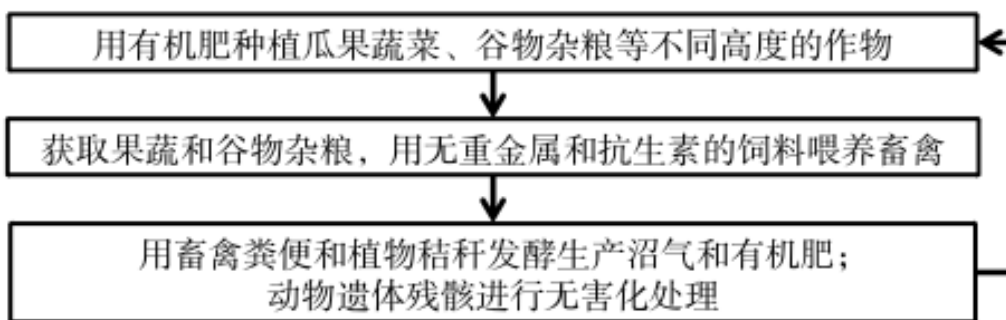 用有机肥种植瓜果蔬菜、谷物杂粮等不同高度的作物
获取果蔬和谷物杂粮，用无重金属和抗生素的饲料喂养畜禽
用畜禽粪便和植物秸秆发酵生产沼气和有机肥；
动物遗体残骸进行无害化处理